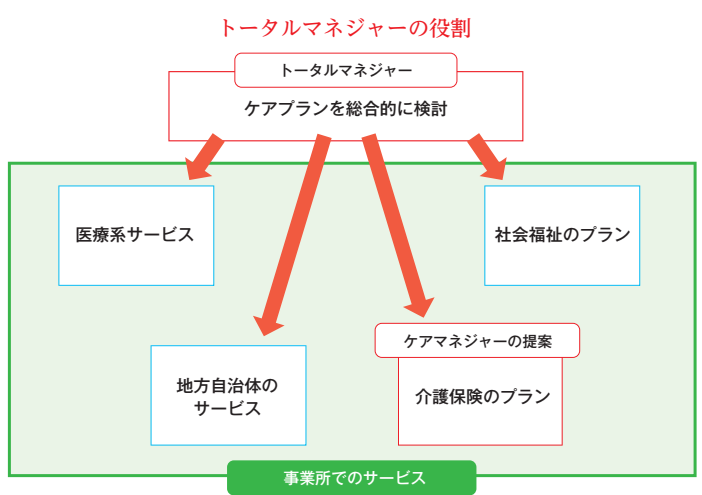 トータルマネジャーの役割
トータルマネジャー
ケアプランを総合的に検討
医療系サービス
社会福祉のプラン
地方自治体の
サービス
ケアマネジャーの提案
介護保険のプラン
事業所でのサービス